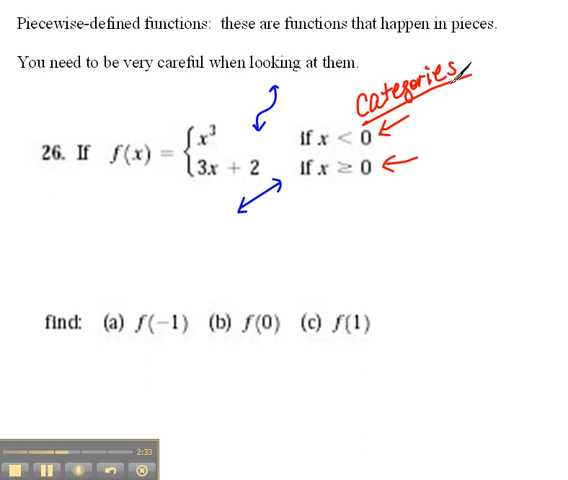 Piecewise-defined functions:  these are functions that happen in pieces.
You need to be very careful when looking at them.
categories
26. If f(x) = { x³ if x < 0
3x + 2 if x ≥ 0
find: (a) f(−1) (b) f(0) (c) f(1)
2:33